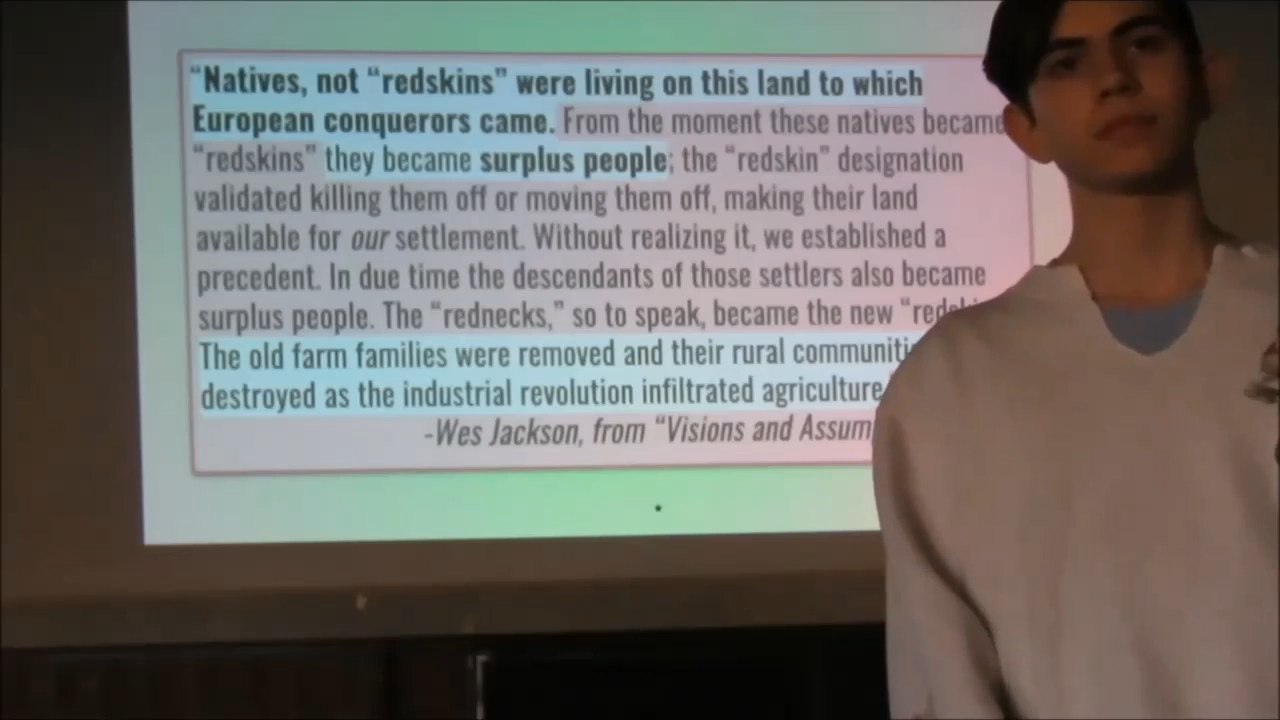 “Natives, not “redskins” were living on this land to which
European conquerors came. From the moment these natives became
“redskins” they became surplus people; the “redskin” designation
validated killing them off or moving them off, making their land
available for our settlement. Without realizing it, we established a
precedent. In due time the descendants of those settlers also became
surplus people. The “rednecks,” so to speak, became the new
The old farm families were removed and their rural
destroyed as the industrial revolution infiltrated agriculture
-Wes Jackson, from “Visions and